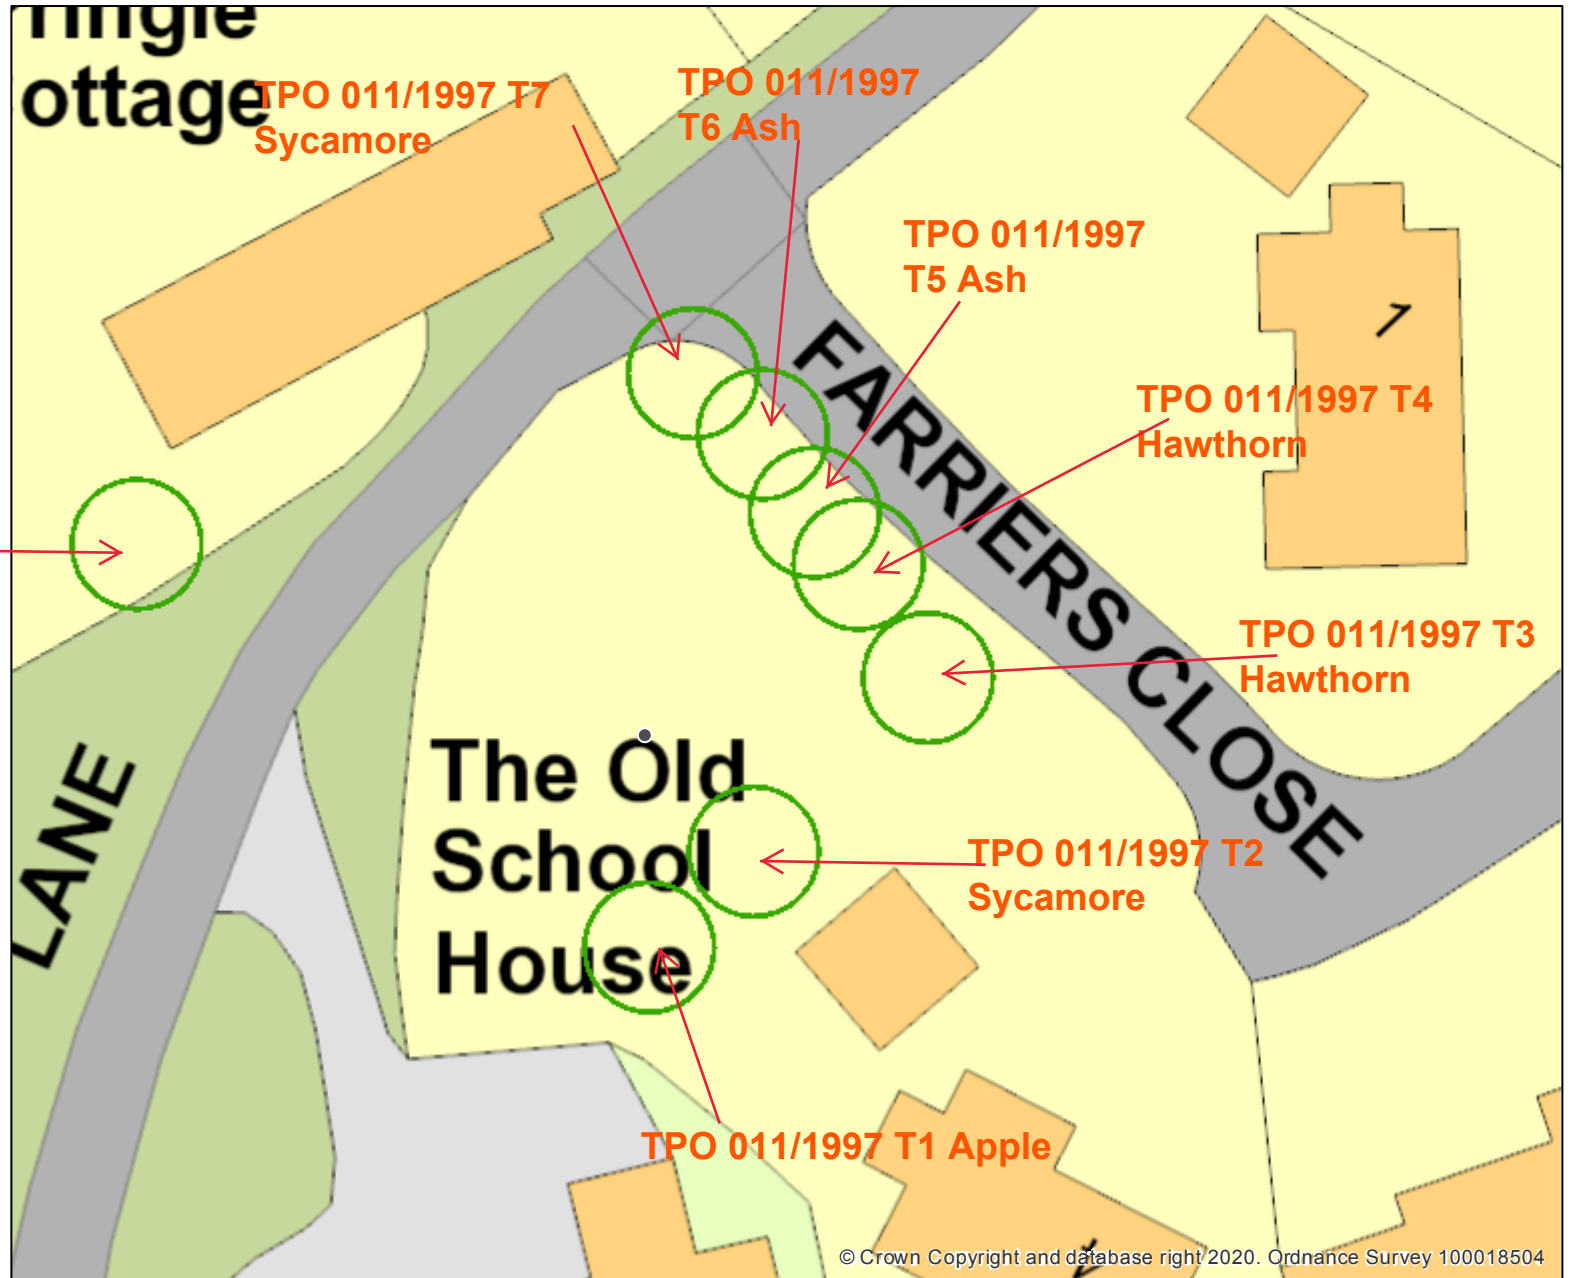 ottage
TPO 011/1997 T7
Sycamore
TPO 011/1997
T6 Ash
TPO 011/1997
T5 Ash
1
FARRIERS CLOSE
TPO 011/1997 T4
Hawthorn
TPO 011/1997 T3
Hawthorn
LANE
The Old
School
House
TPO 011/1997 T2
Sycamore
TPO 011/1997 T1 Apple
© Crown Copyright and database right 2020. Ordnance Survey 100018504